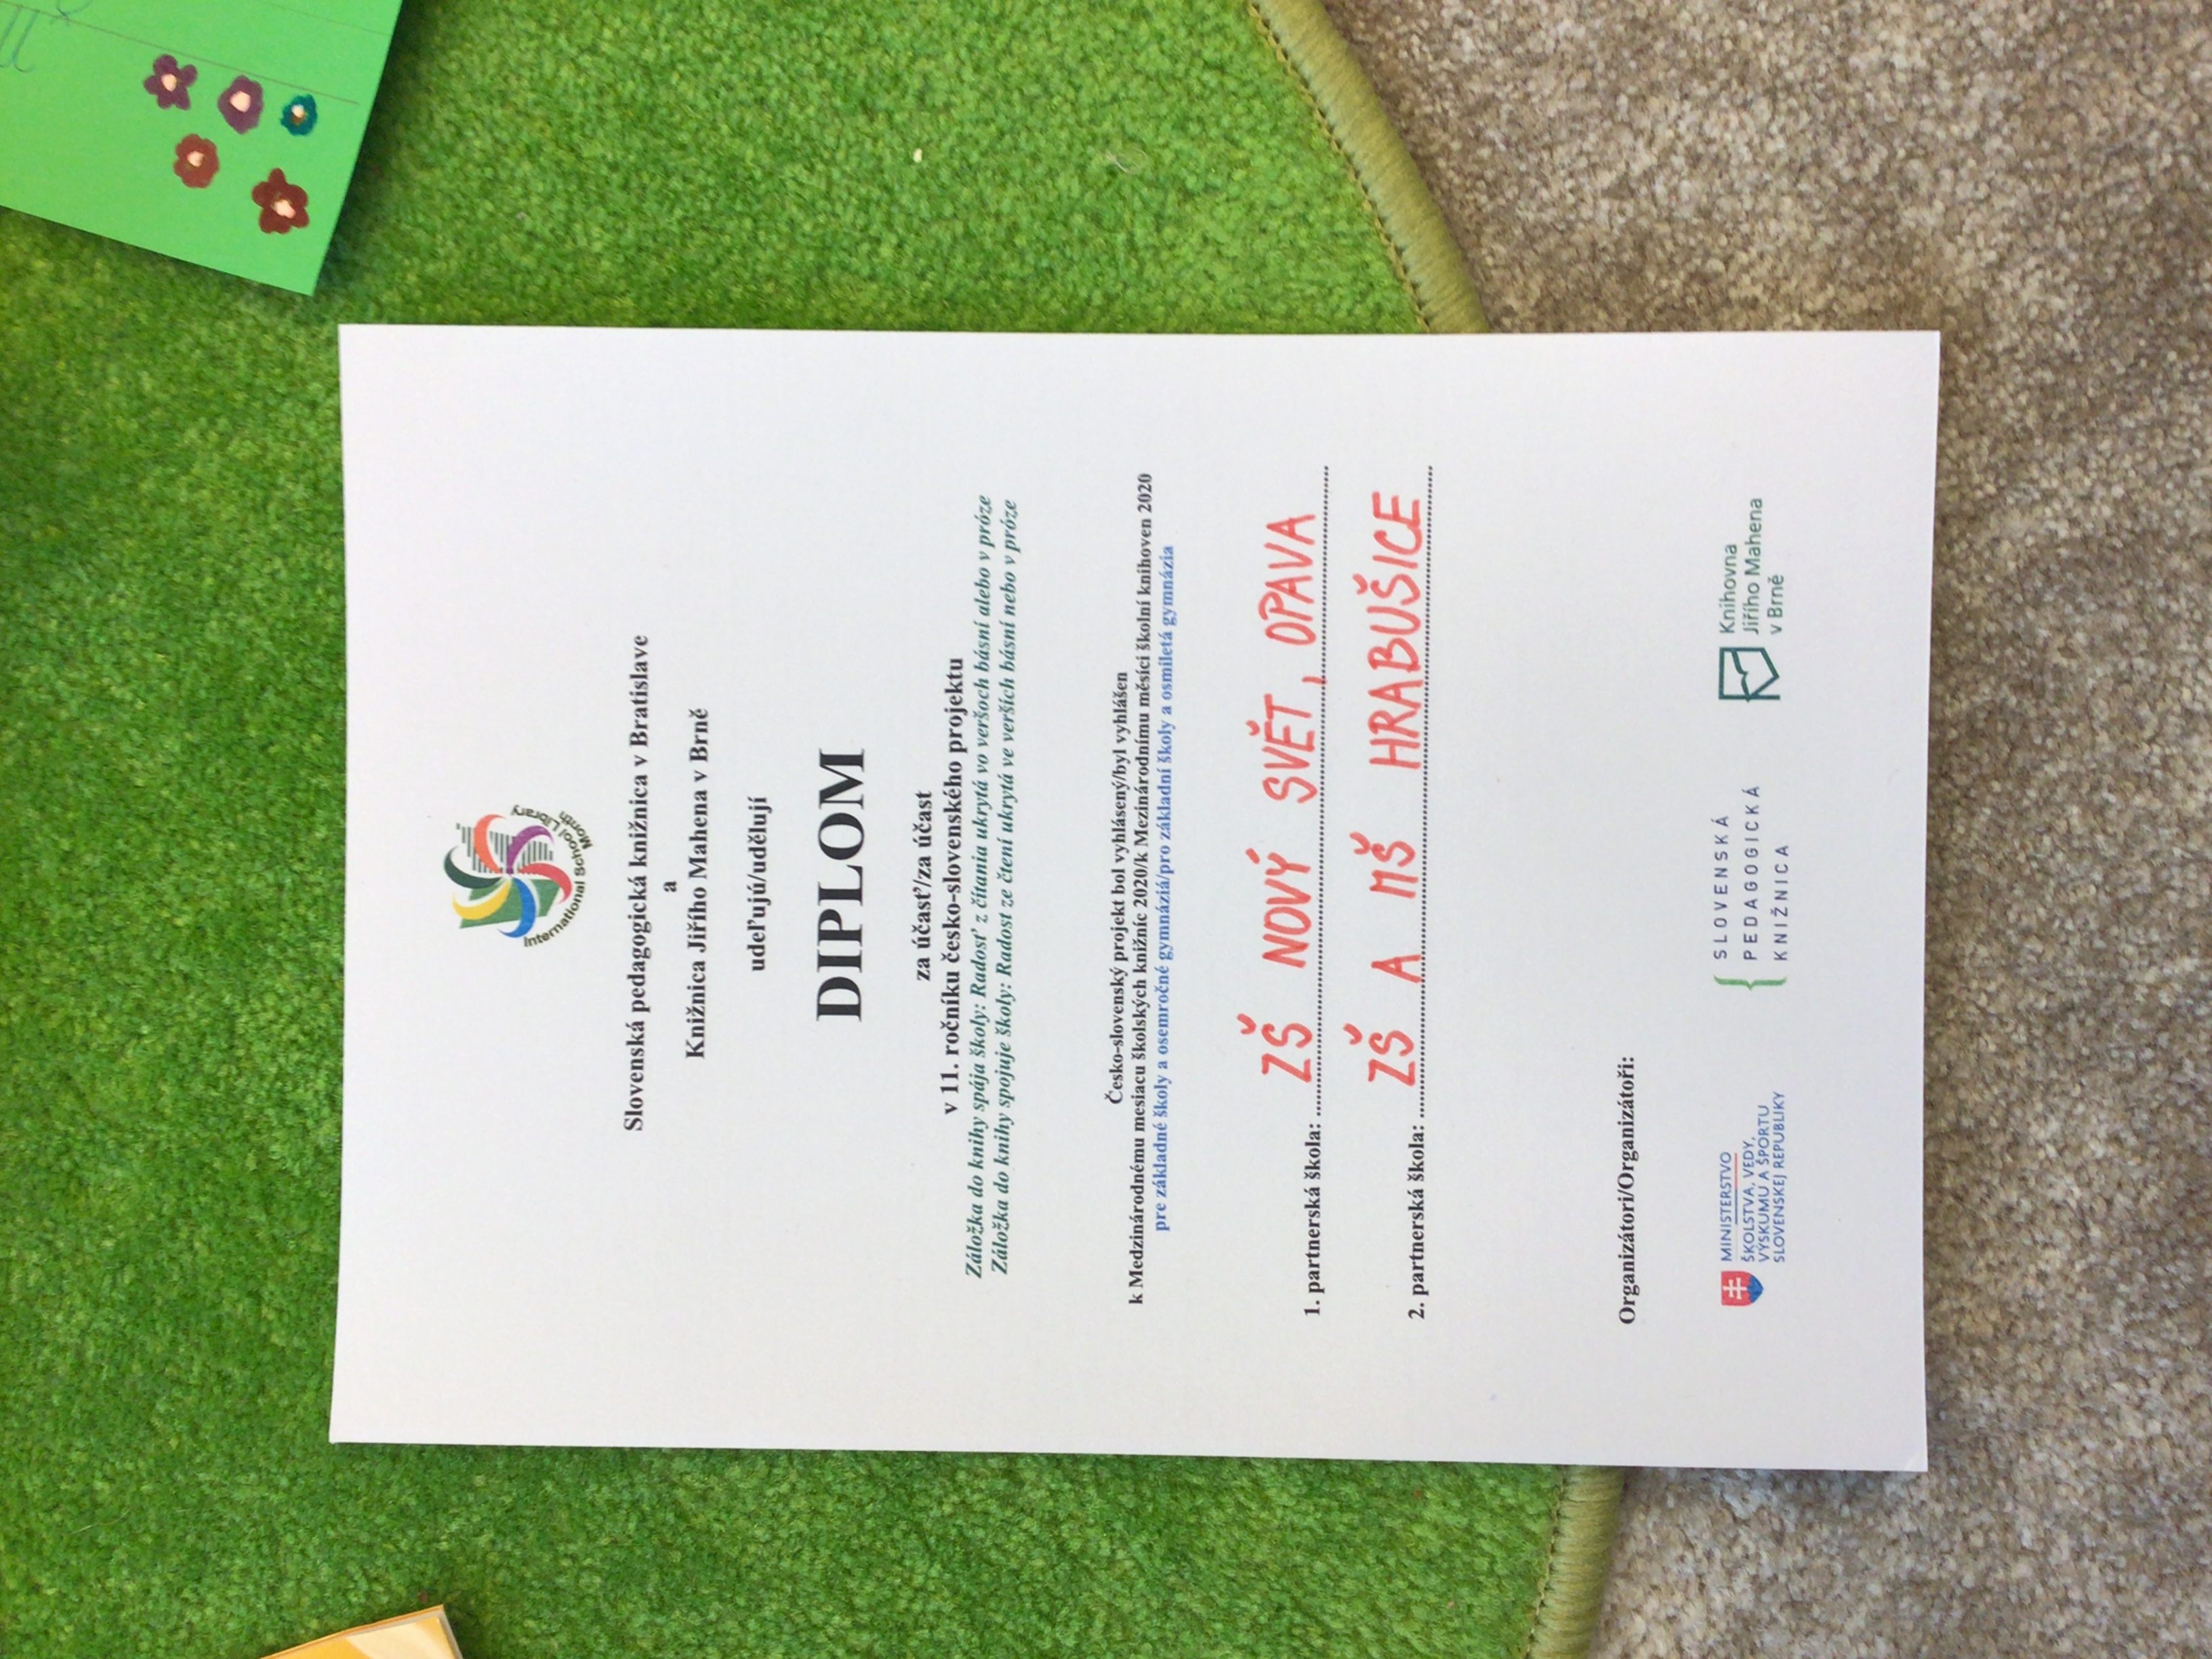 International School Library
Month
Slovenská pedagogická knižnica v Bratislave
a
Knižnica Jiřího Mahena v Brně
udeľujú/udělují
DIPLOM
za účasť/za účast
v 11. ročníku česko-slovenského projektu
Záložka do knihy spája školy: Radosť z čítania ukrytá vo veršoch básní alebo v próze
Záložka do knihy spojuje školy: Radost ze čtení ukrytá ve verších básní nebo v próze
Česko-slovenský projekt bol vyhlásený/byl vyhlášen
k Medzinárodnému mesiacu školských knižníc 2020/k Mezinárodnímu měsíci školní knihoven 2020
pre základné školy a osemročné gymnáziá/pro základní školy a osmiletá gymnázia
1. partnerská škola: ZŠ NOVÝ SVĚT, OPAVA
2. partnerská škola: ZŠ A MŠ HRABUŠICE
Organizátori/Organizátoři:
MINISTERSTVO
ŠKOLSTVA, VEDY,
VÝSKUMU A ŠPORTU
SLOVENSKEJ REPUBLIKY
SLOVENSKÁ
PEDAGOGICKÁ
KNIŽNICA
Knihovna
Jiřího Mahena
v Brně